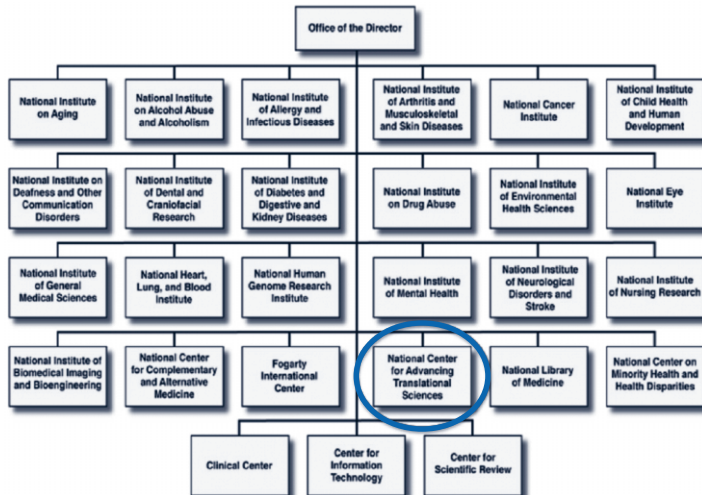 Office of the Director
National Institute
on Aging
National Institute
on Alcohol Abuse
and Alcoholism
National Institute
of Allergy and
Infectious Diseases
National Institute
of Arthritis and
Musculoskeletal
and Skin Diseases
National Cancer
Institute
National Institute
of Child Health
and Human
Development
National Institute on
Deafness and Other
Communication
Disorders
National Institute
of Dental and
Craniofacial
Research
National Institute
of Diabetes and
Digestive and
Kidney Diseases
National Institute
on Drug Abuse
National Institute
of Environmental
Health Sciences
National Eye
Institute
National Institute
of General
Medical Sciences
National Heart,
Lung, and Blood
Institute
National Human
Genome Research
Institute
National Institute
of Mental Health
National Institute
of Neurological
Disorders and
Stroke
National Institute
of Nursing Research
National Institute of
Biomedical Imaging
and Bioengineering
National Center
for Complementary
and Alternative
Medicine
Fogarty
International
Center
National Center
for Advancing
Translational
Sciences
National Library
of Medicine
National Center on
Minority Health and
Health Disparities
Clinical Center
Center for
Information
Technology
Center for
Scientific Review